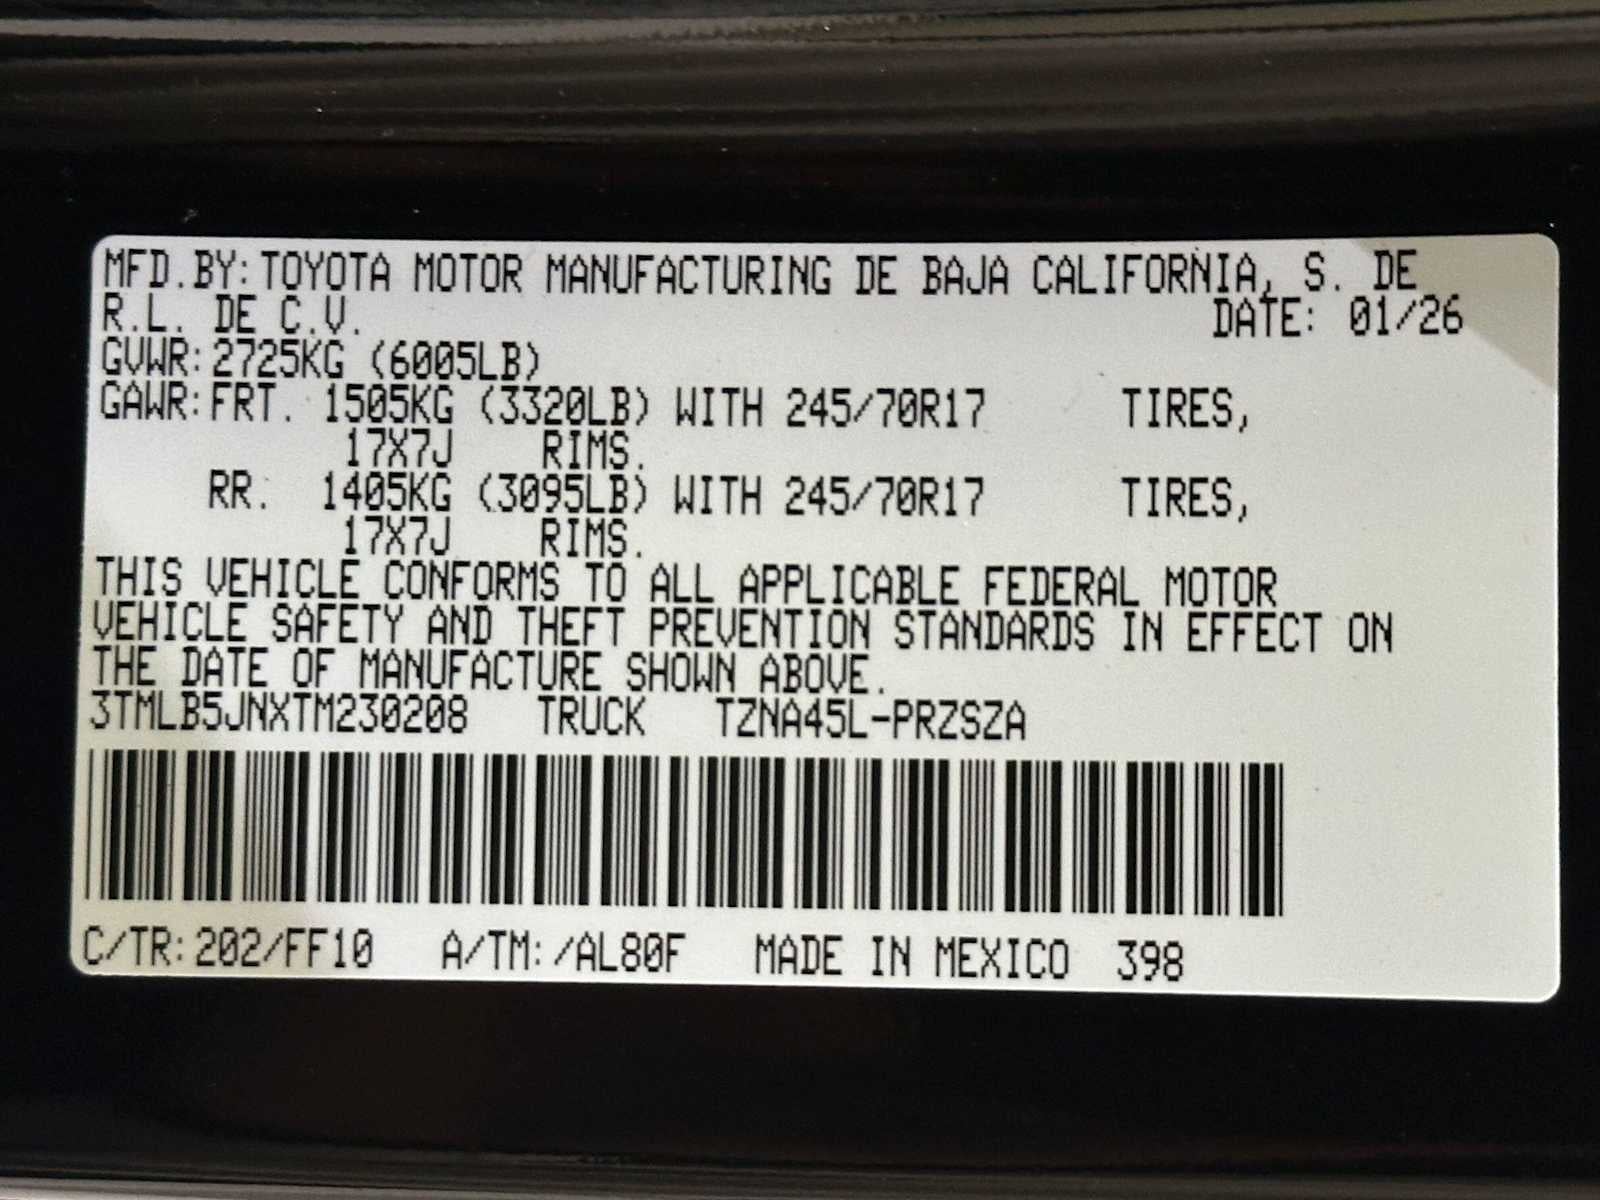 MFD.BY:TOYOTA MOTOR MANUFACTURING DE BAJA CALIFORNIA, S. DE
R.L. DE C.V. DATE: 01/26
GVWR:2725KG (6005LB)
GAWR:FRT. 1505KG (3320LB) WITH 245/70R17 TIRES,
17X7J RIMS.
RR. 1405KG (3095LB) WITH 245/70R17 TIRES,
17X7J RIMS.
THIS VEHICLE CONFORMS TO ALL APPLICABLE FEDERAL MOTOR
VEHICLE SAFETY AND THEFT PREVENTION STANDARDS IN EFFECT ON
THE DATE OF MANUFACTURE SHOWN ABOVE.
3TMLB5JNXTM230208 TRUCK TZNA45L-PRZSZA
C/TR:202/FF10 A/TM:/AL80F MADE IN MEXICO 398